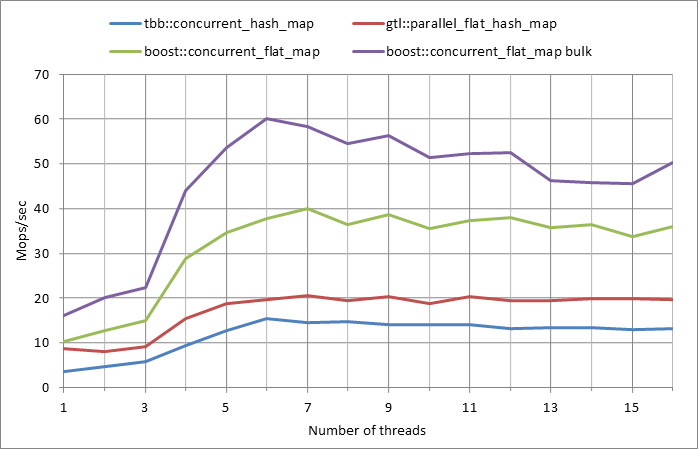 tbb::concurrent_hash_map gtl::parallel_flat_hash_map
boost::concurrent_flat_map boost::concurrent_flat_map bulk
70
60
50
40
30
20
10
0
Mops/sec
1 3 5 7 9 11 13 15
Number of threads